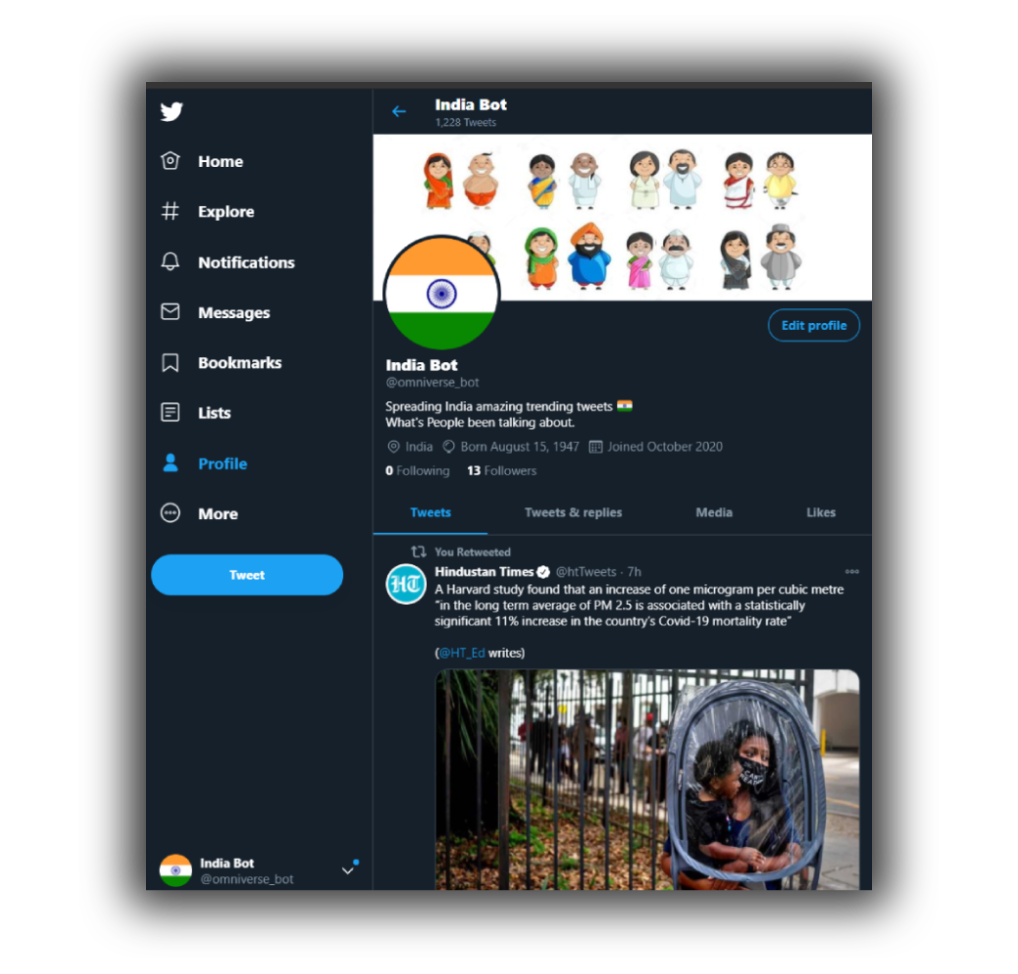 Home
Explore
Notifications
Messages
Bookmarks
Lists
Profile
More
Tweet
India Bot
@omniverse_bot
India Bot
1,228 Tweets
Edit profile
India Bot
@omniverse_bot
Spreading India amazing trending tweets 🇮🇳
What's People been talking about.
India Born August 15, 1947 Joined October 2020
0 Following 13 Followers
Tweets Tweets & replies Media Likes
You Retweeted
HT
Hindustan Times @htTweets · 7h
A Harvard study found that an increase of one microgram per cubic metre
“in the long term average of PM 2.5 is associated with a statistically
significant 11% increase in the country's Covid-19 mortality rate”
(@HT_Ed writes)